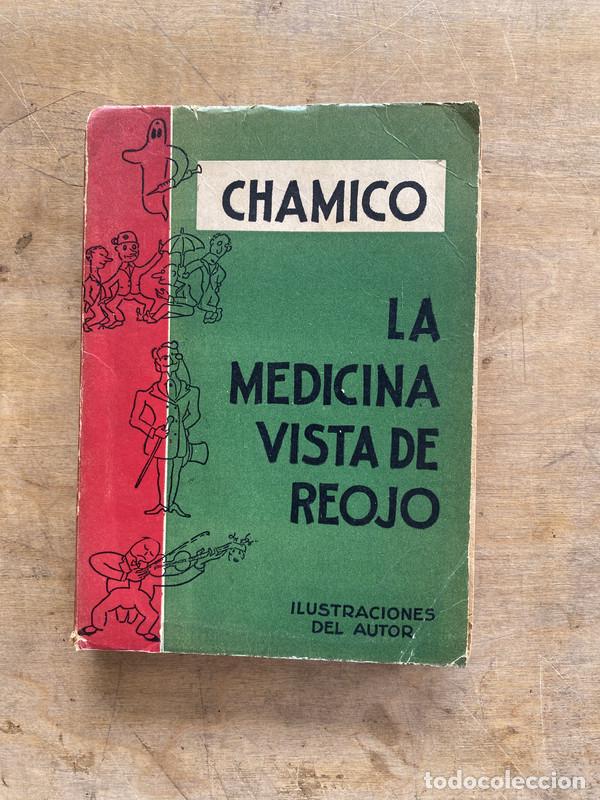 CHAMICO
LA
MEDICINA
VISTA DE
REOJO
ILUSTRACIONES
DEL AUTOR
todocoleccion